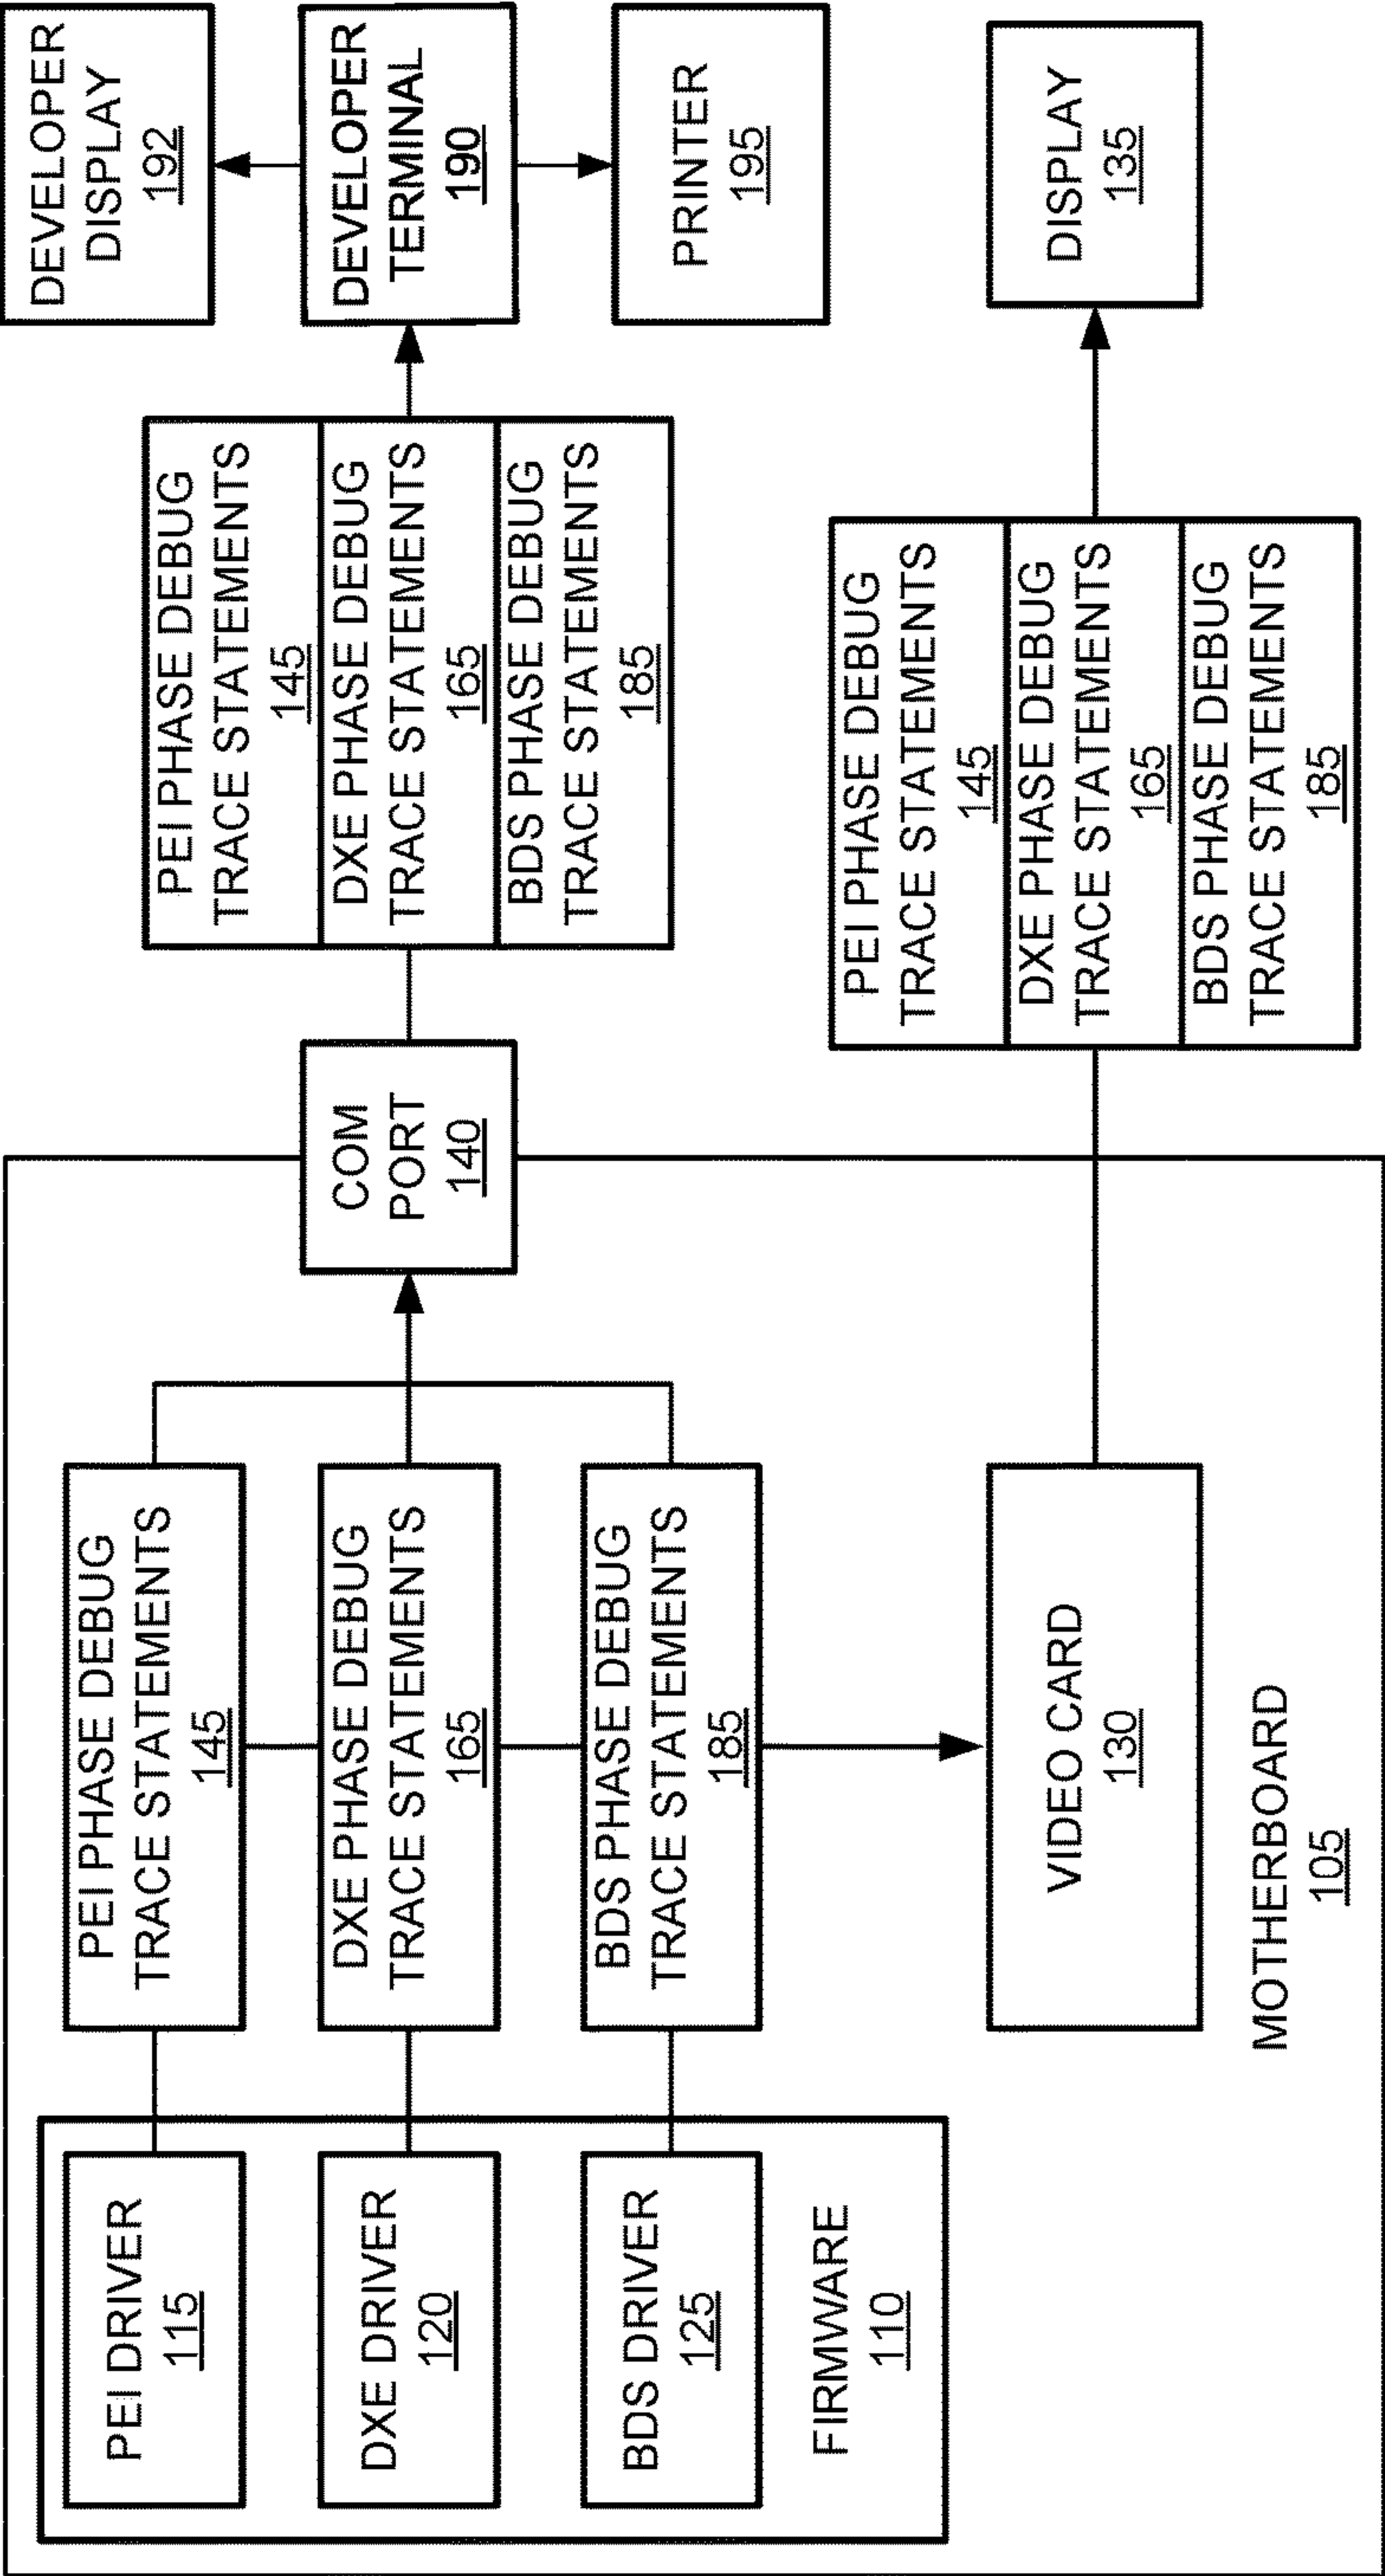 PEI DRIVER
115
DXE DRIVER
120
BDS DRIVER
125
FIRMWARE
110
PEI PHASE DEBUG
TRACE STATEMENTS
145
DXE PHASE DEBUG
TRACE STATEMENTS
165
BDS PHASE DEBUG
TRACE STATEMENTS
185
VIDEO CARD
130
MOTHERBOARD
105
COM
PORT
140
PEI PHASE DEBUG
TRACE STATEMENTS
145
DXE PHASE DEBUG
TRACE STATEMENTS
165
BDS PHASE DEBUG
TRACE STATEMENTS
185
PEI PHASE DEBUG
TRACE STATEMENTS
145
DXE PHASE DEBUG
TRACE STATEMENTS
165
BDS PHASE DEBUG
TRACE STATEMENTS
185
DEVELOPER
DISPLAY
192
DEVELOPER
TERMINAL
190
PRINTER
195
DISPLAY
135